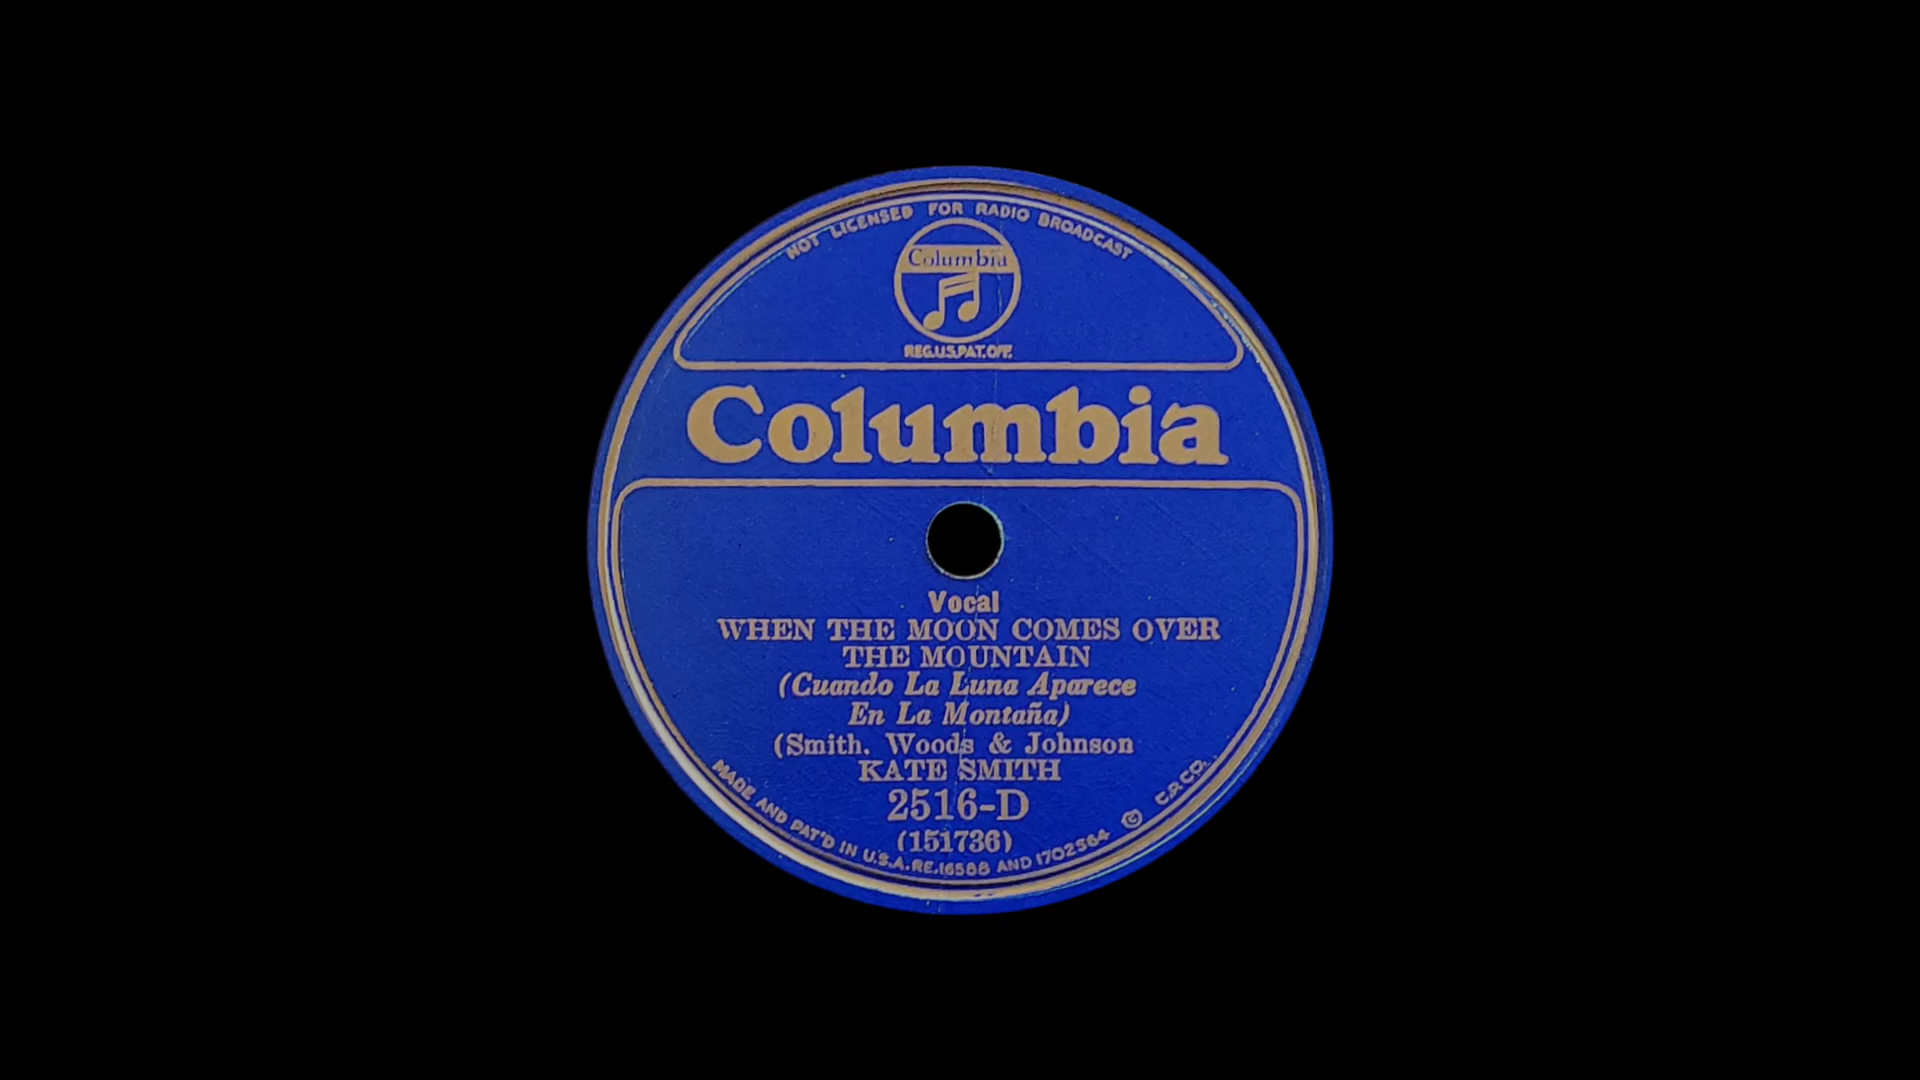 NOT LICENSED FOR RADIO BROADCAST
Columbia
REG.U.S.PAT.OFF.
Columbia
Vocal
WHEN THE MOON COMES OVER
THE MOUNTAIN
(Cuando La Luna Aparece
En La Montaña)
(Smith, Woods & Johnson
KATE SMITH
2516-D
(151736)
MADE AND PAT'D IN U.S.A. RE.16588 AND 1702564 © C.P.CO.